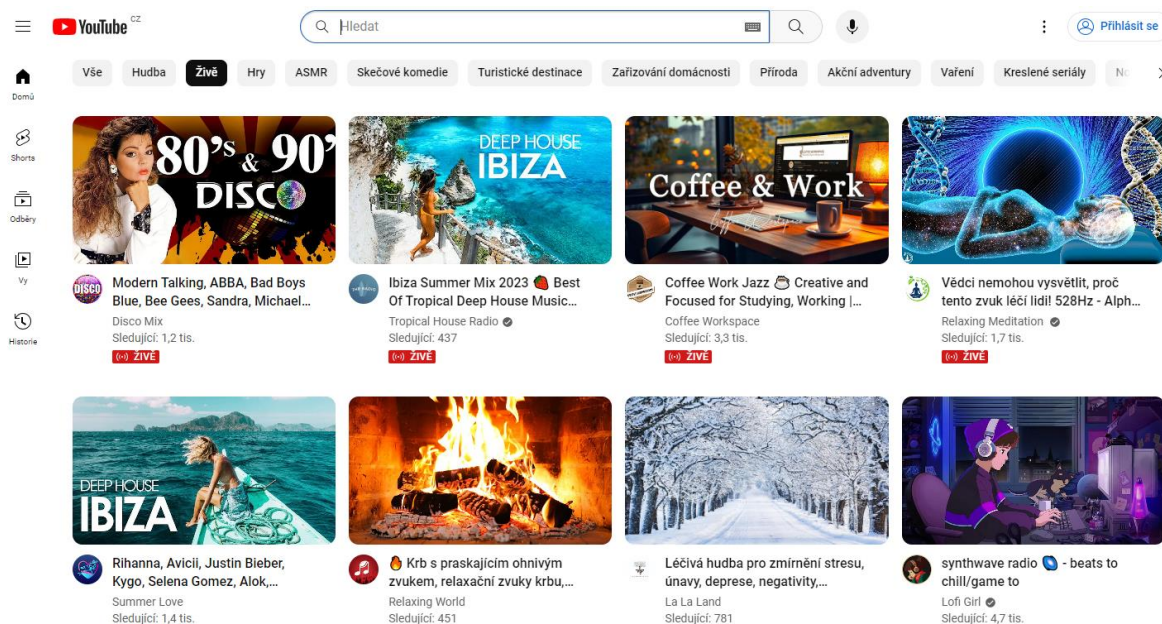 YouTube CZ
Hledat
Přihlásit se
Domů
Shorts
Odběry
Vy
Historie
Vše
Hudba
Živě
Hry
ASMR
Skečové komedie
Turistické destinace
Zařizování domácnosti
Příroda
Akční adventury
Vaření
Kreslené seriály
80's & 90'
DISCO
DISCO
Modern Talking, ABBA, Bad Boys
Blue, Bee Gees, Sandra, Michael...
Disco Mix
Sledující: 1,2 tis.
ŽIVĚ
DEEP HOUSE
IBIZA
Ibiza Summer Mix 2023 🍓 Best
Of Tropical Deep House Music...
Tropical House Radio
Sledující: 437
ŽIVĚ
Coffee & Work
Coffee Work Jazz ☕ Creative and
Focused for Studying, Working |...
Coffee Workspace
Sledující: 3,3 tis.
ŽIVĚ
Vědci nemohou vysvětlit, proč
tento zvuk léčí lidi! 528Hz - Alph...
Relaxing Meditation
Sledující: 1,7 tis.
ŽIVĚ
DEEP HOUSE
IBIZA
Rihanna, Avicii, Justin Bieber,
Kygo, Selena Gomez, Alok,...
Summer Love
Sledující: 1,4 tis.
🔥 Krb s praskajícím ohnivým
zvukem, relaxační zvuky krbu,...
Relaxing World
Sledující: 451
Léčivá hudba pro zmírnění stresu,
únavy, deprese, negativity,...
La La Land
Sledující: 781
synthwave radio 🌌 - beats to
chill/game to
Lofi Girl
Sledující: 4,7 tis.